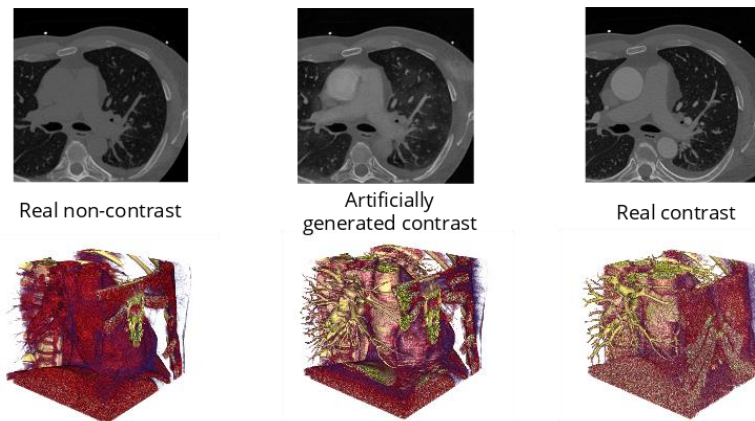 Real non-contrast
Artificially
generated contrast
Real contrast